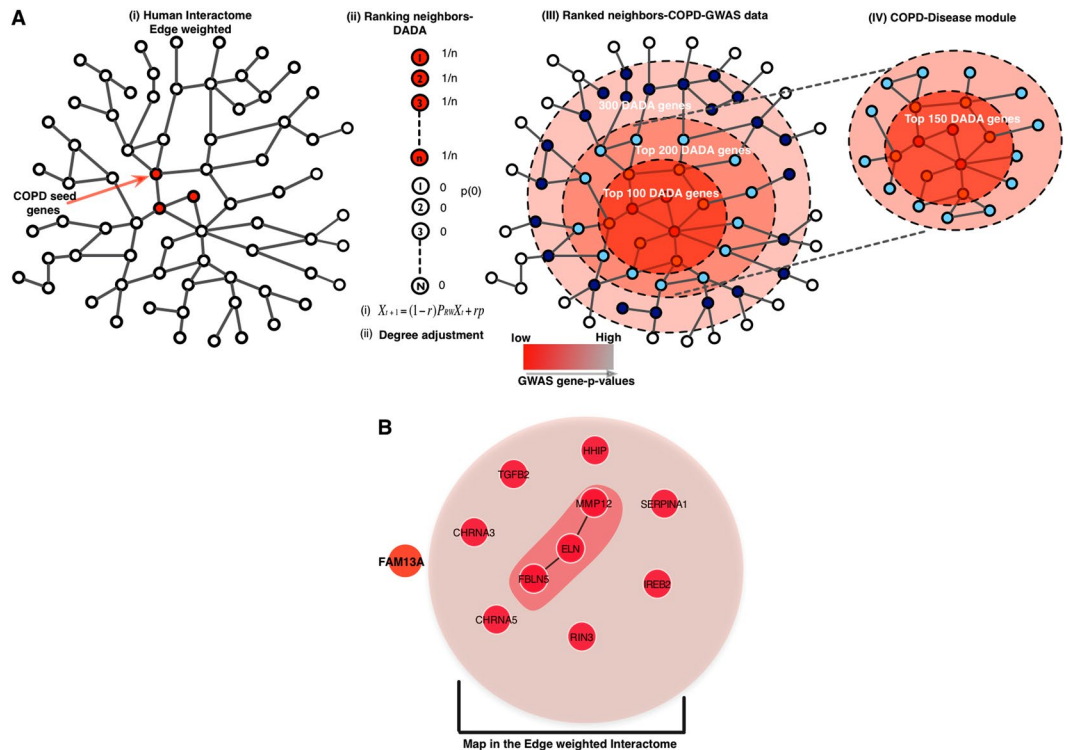 A
(i) Human Interactome
Edge weighted
COPD seed
genes
(ii) Ranking neighbors-
DADA
1 1/n
2 1/n
3 1/n
n 1/n
1 0 p(0)
2 0
3 0
N 0
(i) X_{t+1}=(1-r)P_{RW}X_t+rp
(ii) Degree adjustment
(III) Ranked neighbors-COPD-GWAS data
300 DADA genes
Top 200 DADA genes
Top 100 DADA genes
low High
GWAS gene-p-values
(IV) COPD-Disease module
Top 150 DADA genes
B
HHIP
TGFB2
MMP12
SERPINA1
CHRNA3
ELN
FAM13A
FBLN5
IREB2
CHRNA5
RIN3
Map in the Edge weighted Interactome